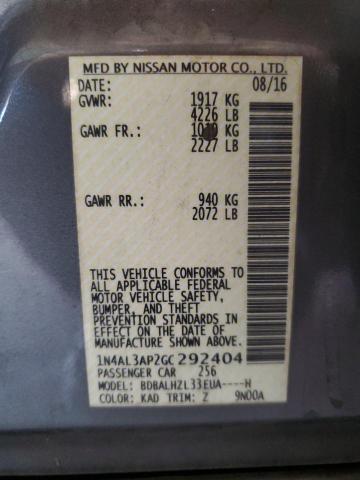 MFD BY NISSAN MOTOR CO., LTD.
DATE: 08/16
GVWR: 1917 KG
4226 LB
GAWR FR.: KG
2227 LB
GAWR RR.: 940 KG
2072 LB
THIS VEHICLE CONFORMS TO
ALL APPLICABLE FEDERAL
MOTOR VEHICLE SAFETY,
BUMPER, AND THEFT
PREVENTION STANDARDS IN
EFFECT ON THE DATE OF
MANUFACTURE SHOWN ABOVE.
1N4AL3AP2GC292404
PASSENGER CAR 256
MODEL: BDBALHZL33EUA----H
COLOR: KAD TRIM: Z 9N00A